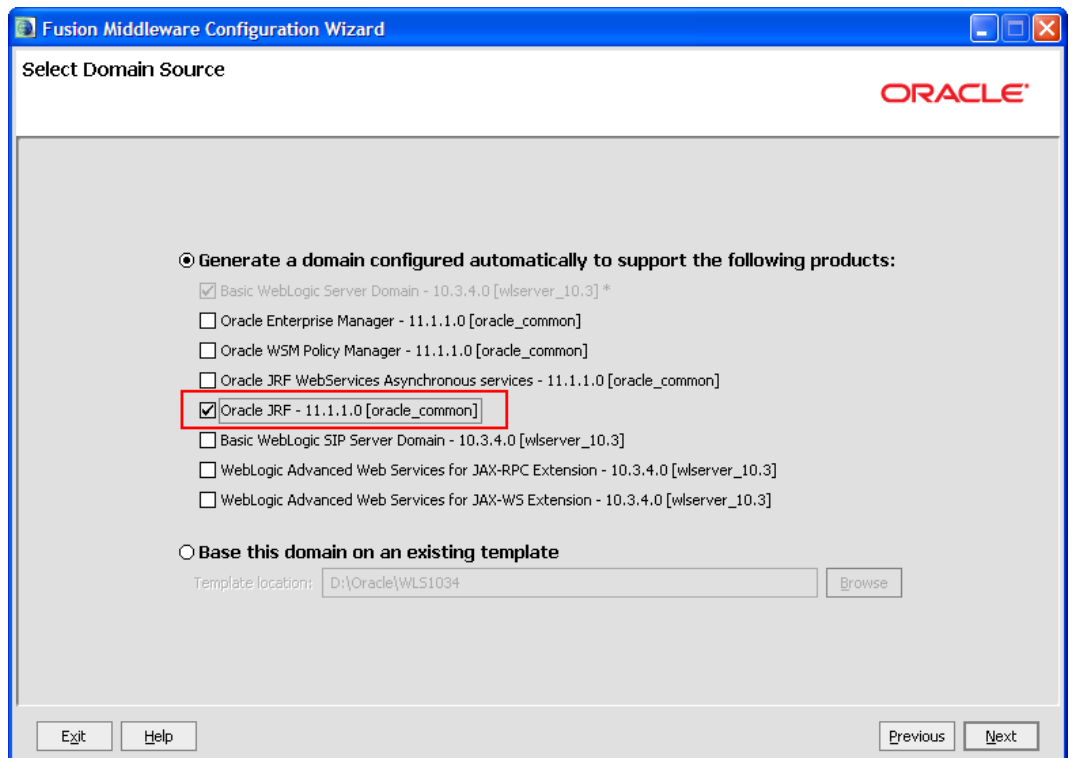 Fusion Middleware Configuration Wizard
Select Domain Source
ORACLE
Generate a domain configured automatically to support the following products:
Basic WebLogic Server Domain - 10.3.4.0 [wlserver_10.3] *
Oracle Enterprise Manager - 11.1.1.0 [oracle_common]
Oracle WSM Policy Manager - 11.1.1.0 [oracle_common]
Oracle JRF WebServices Asynchronous services - 11.1.1.0 [oracle_common]
Oracle JRF - 11.1.1.0 [oracle_common]
Basic WebLogic SIP Server Domain - 10.3.4.0 [wlserver_10.3]
WebLogic Advanced Web Services for JAX-RPC Extension - 10.3.4.0 [wlserver_10.3]
WebLogic Advanced Web Services for JAX-WS Extension - 10.3.4.0 [wlserver_10.3]
Base this domain on an existing template
Template location: D:\Oracle\WLS1034 Browse
Exit Help Previous Next